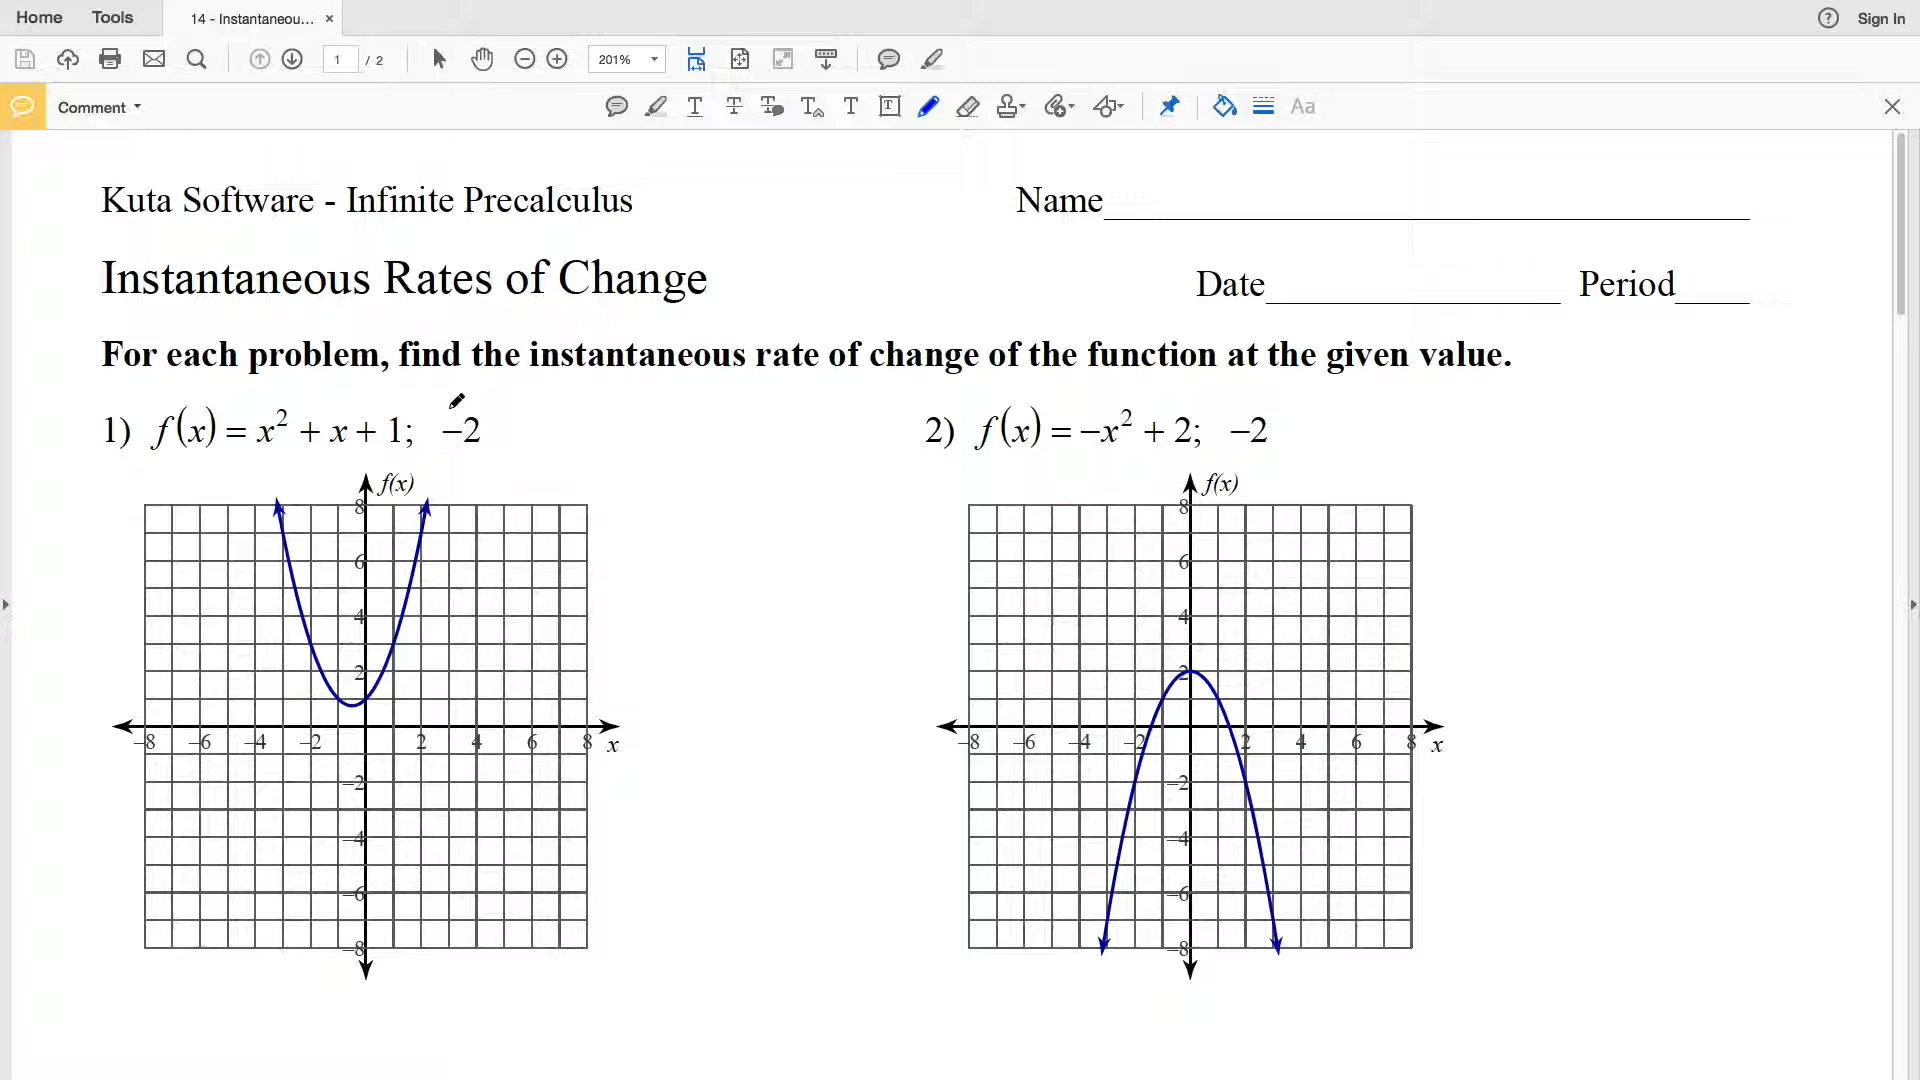 Home Tools 14 - Instantaneou... × ? Sign In
1 / 2 201%
Comment T T T T T T Aa
Kuta Software - Infinite Precalculus Name
Instantaneous Rates of Change Date Period
For each problem, find the instantaneous rate of change of the function at the given value.
1) f(x) = x² + x + 1; −2
2) f(x) = −x² + 2; −2
f(x)
8
6
4
2
−8 −6 −4 −2 2 4 6 8 x
−2
−4
−6
−8
f(x)
8
6
4
2
−8 −6 −4 −2 2 4 6 8 x
−2
−4
−6
−8